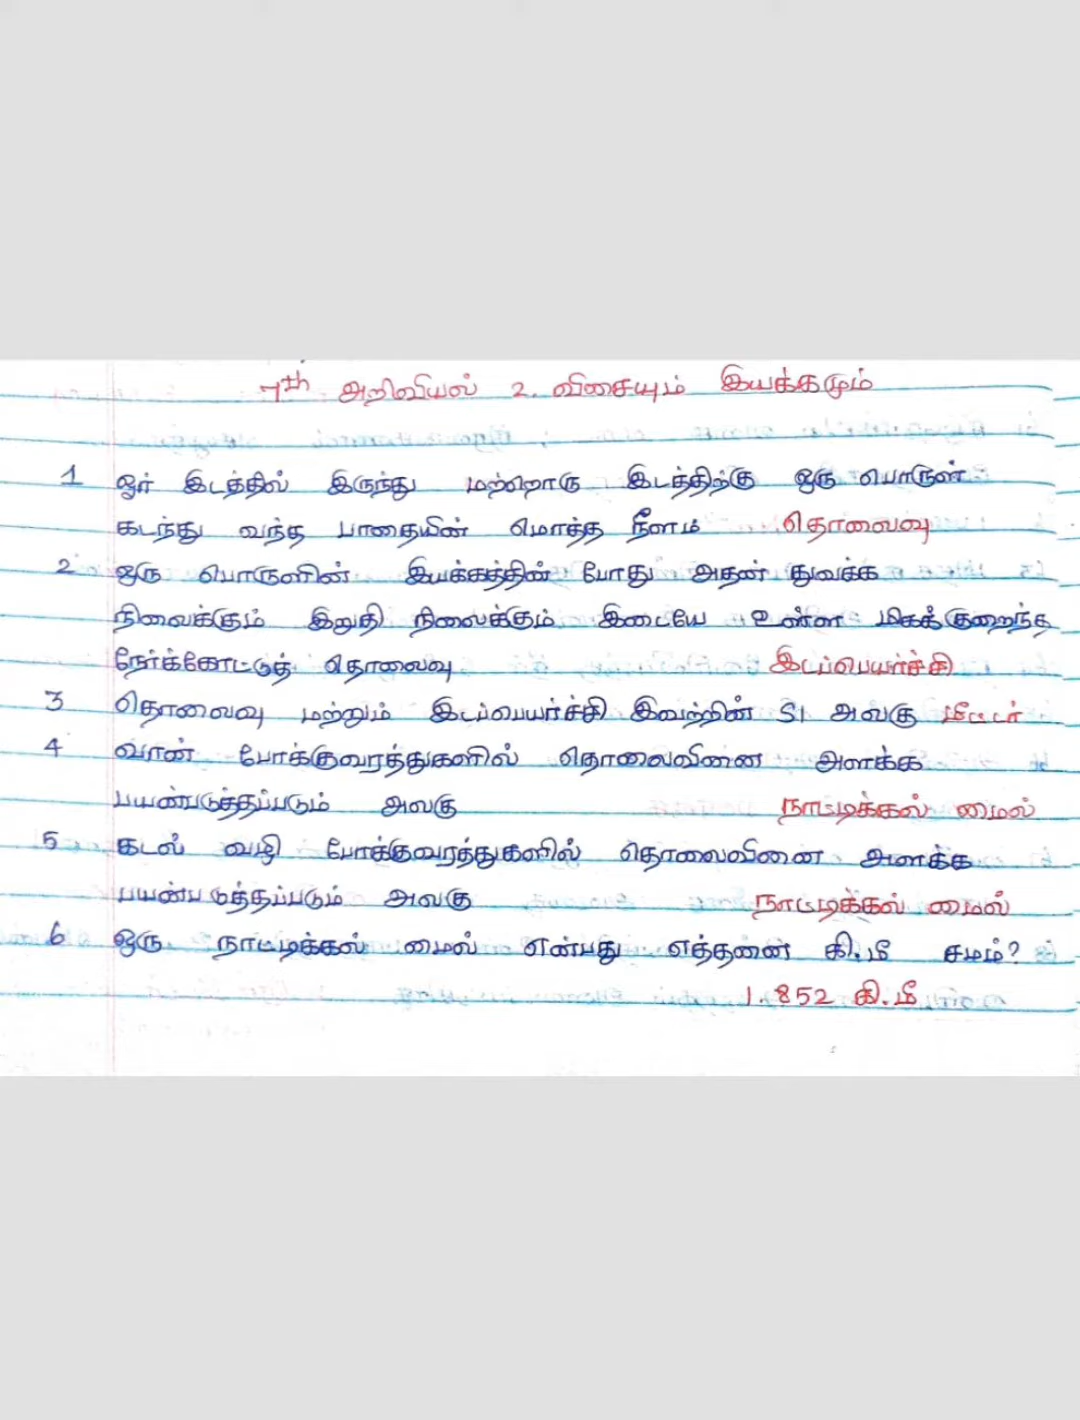 7th அறிவியல் 2. விசையும் இயக்கமும்
1 ஓர் இடத்தில் இருந்து மற்றொரு இடத்திற்கு ஒரு பொருள்
கடந்து வந்த பாதையின் மொத்த நீளம் தொலைவு
2 ஒரு பொருளின் இயக்கத்தின் போது அதன் துவக்க
நிலைக்கும் இறுதி நிலைக்கும் இடையே உள்ள மிகக் குறைந்த
நேர்க்கோட்டுத் தொலைவு இடப்பெயர்ச்சி
3 தொலைவு மற்றும் இடப்பெயர்ச்சி இவற்றின் SI அலகு மீட்டர்
4 வான் போக்குவரத்துகளில் தொலைவினை அளக்க
பயன்படுத்தப்படும் அலகு நாட்டிக்கல் மைல்
5 கடல் வழி போக்குவரத்துகளில் தொலைவினை அளக்க
பயன்படுத்தப்படும் அலகு நாட்டிக்கல் மைல்
6 ஒரு நாட்டிக்கல் மைல் என்பது எத்தனை கி.மீ சமம்?
1.852 கி.மீ